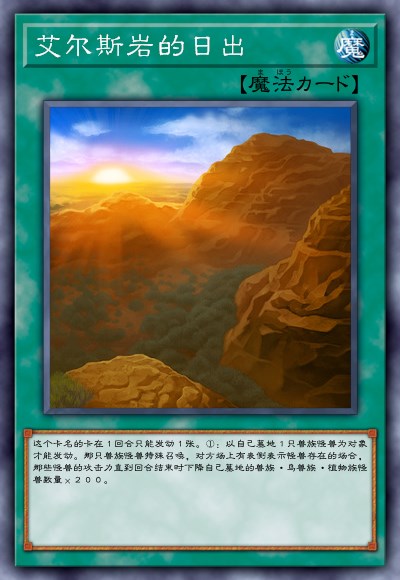 艾尔斯岩的日出
魔
【魔法カード】
ま ほう
这个卡名的卡在1回合只能发动1张。①：以自己墓地1只兽族怪兽为对象
才能发动。那只兽族怪兽特殊召唤，对方场上有表侧表示怪兽存在的场合，
那些怪兽的攻击力直到回合结束时下降自己墓地的兽族·鸟兽族·植物族怪
兽数量×200。